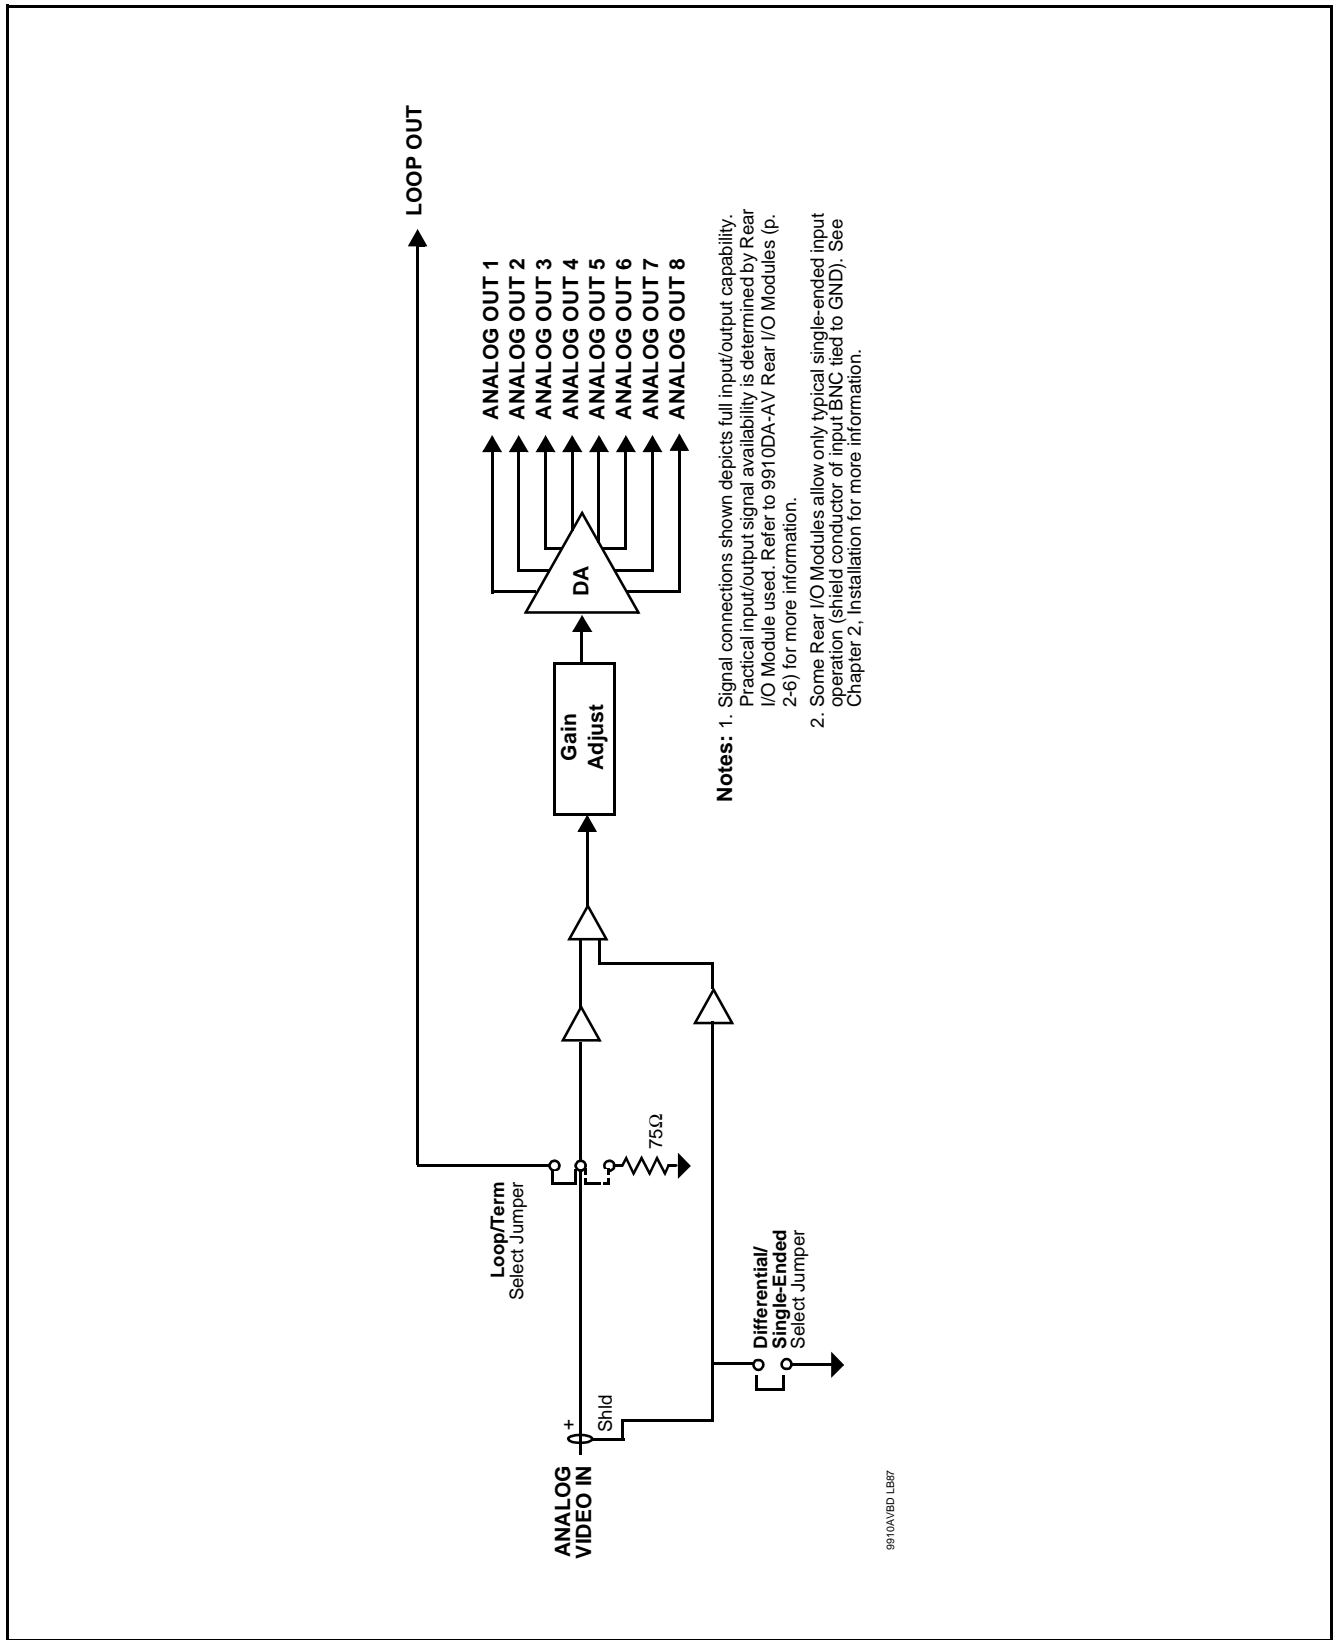 LOOP OUT
ANALOG OUT 1
ANALOG OUT 2
ANALOG OUT 3
ANALOG OUT 4
ANALOG OUT 5
ANALOG OUT 6
ANALOG OUT 7
ANALOG OUT 8
DA
Gain
Adjust
Loop/Term
Select Jumper
75Ω
ANALOG
VIDEO IN
+
Shld
Differential/
Single-Ended
Select Jumper
Notes: 1. Signal connections shown depicts full input/output capability.
Practical input/output signal availability is determined by Rear
I/O Module used. Refer to 9910DA-AV Rear I/O Modules (p.
2-6) for more information.
2. Some Rear I/O Modules allow only typical single-ended input
operation (shield conductor of input BNC tied to GND). See
Chapter 2, Installation for more information.
9910AVBD LB87